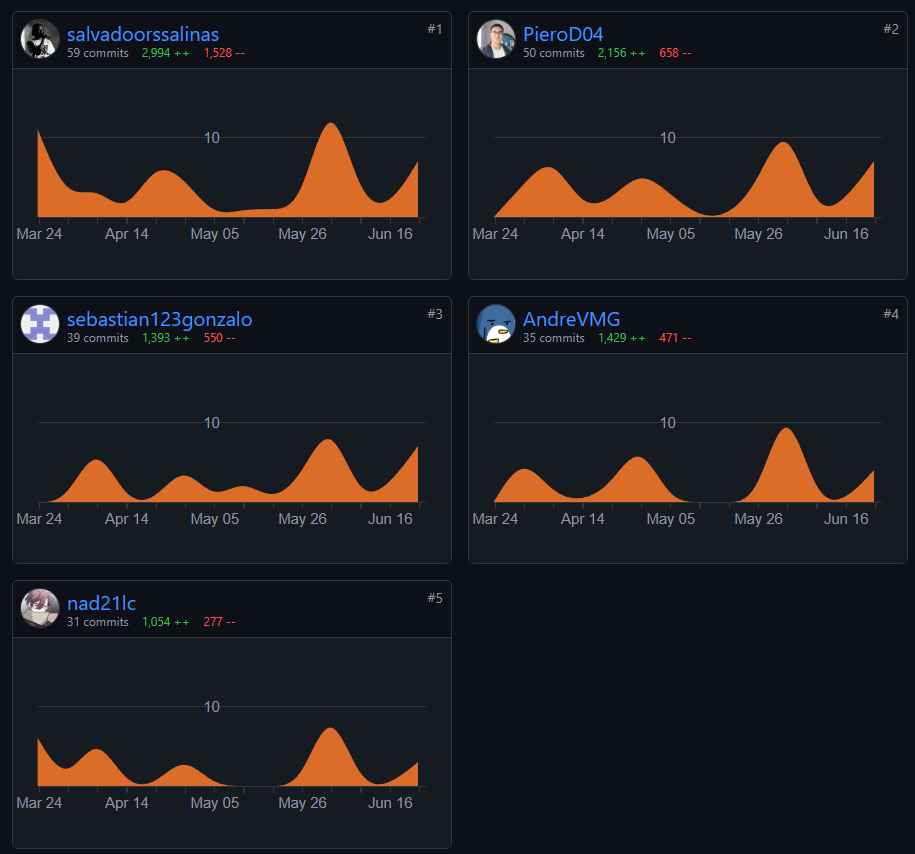 salvadoorssalinas #1
59 commits 2,994 ++ 1,528 --
10
Mar 24 Apr 14 May 05 May 26 Jun 16
PieroD04 #2
50 commits 2,156 ++ 658 --
10
Mar 24 Apr 14 May 05 May 26 Jun 16
sebastian123gonzalo #3
39 commits 1,393 ++ 550 --
10
Mar 24 Apr 14 May 05 May 26 Jun 16
AndreVMG #4
35 commits 1,429 ++ 471 --
10
Mar 24 Apr 14 May 05 May 26 Jun 16
nad21lc #5
31 commits 1,054 ++ 277 --
10
Mar 24 Apr 14 May 05 May 26 Jun 16